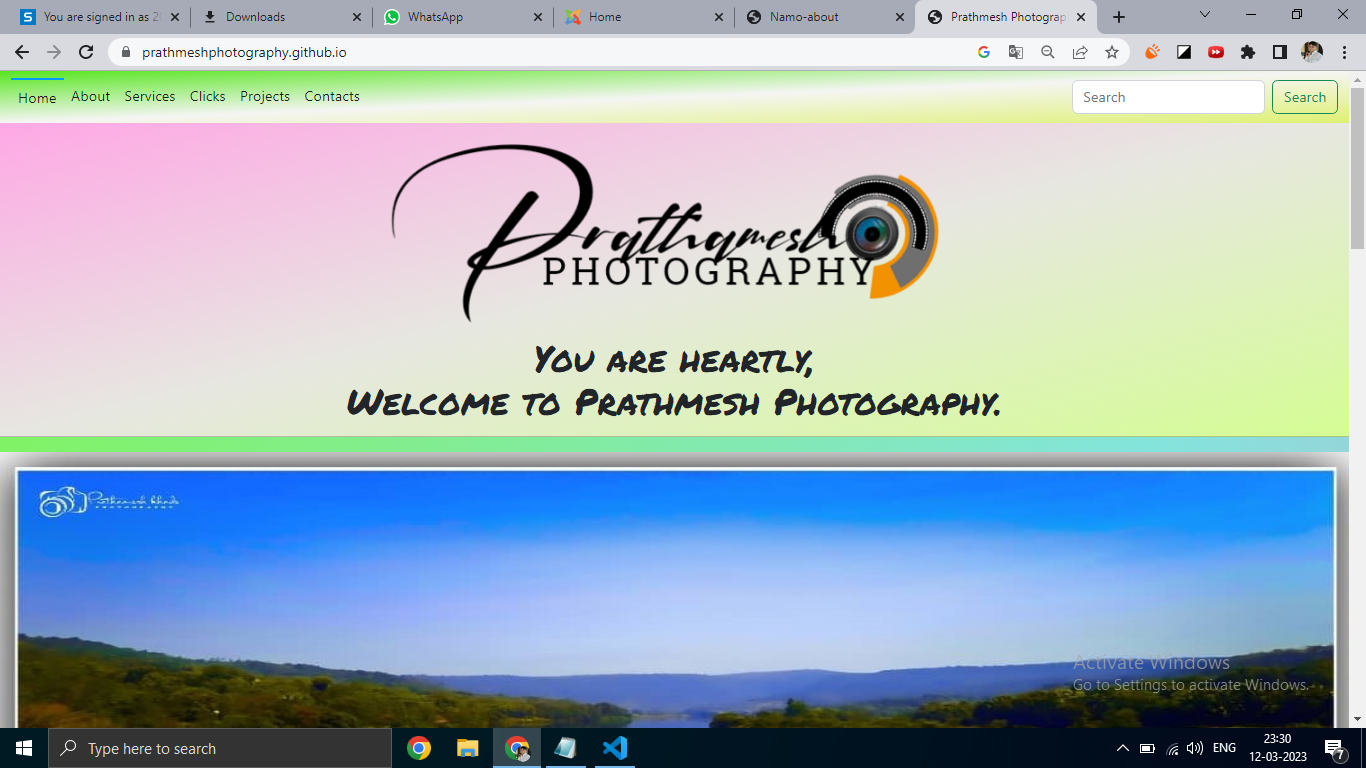 You are signed in as 20
Downloads
WhatsApp
Home
Namo-about
Prathmesh Photograp
prathmeshphotography.github.io
Home About Services Clicks Projects Contacts
Search
Search
Prathmesh
PHOTOGRAPHY
You are heartly,
Welcome to Prathmesh Photography.
Activate Windows
Go to Settings to activate Windows.
Type here to search
ENG
23:30
12-03-2023
7